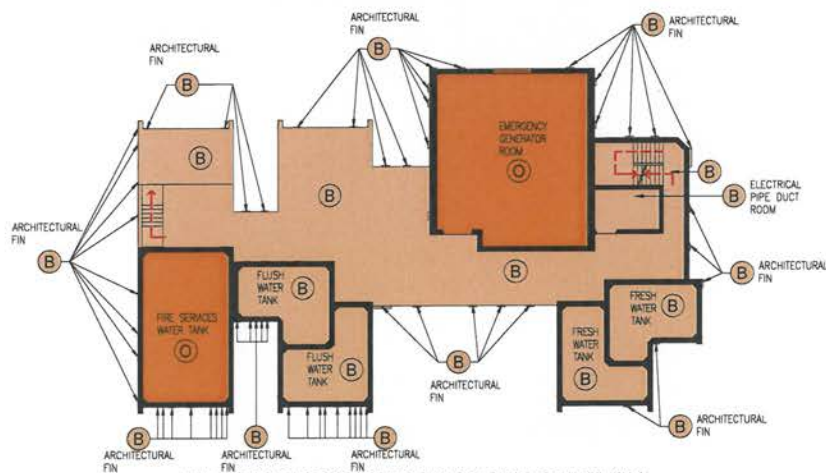 ARCHITECTURAL
FIN
B
ARCHITECTURAL
FIN
B
B
ARCHITECTURAL
FIN
ARCHITECTURAL
FIN
B
B
B
EMERGENCY
GENERATOR
ROOM
O
B
B
ELECTRICAL
PIPE DUCT
ROOM
ARCHITECTURAL
FIN
B
FLUSH
WATER
TANK
B
B
B
ARCHITECTURAL
FIN
FIRE SERVICES
WATER TANK
O
FLUSH
WATER
TANK
B
FRESH
WATER
TANK
B
FRESH
WATER
TANK
B
B
ARCHITECTURAL
FIN
B
ARCHITECTURAL
FIN
B
ARCHITECTURAL
FIN
B
ARCHITECTURAL
FIN
B
ARCHITECTURAL
FIN